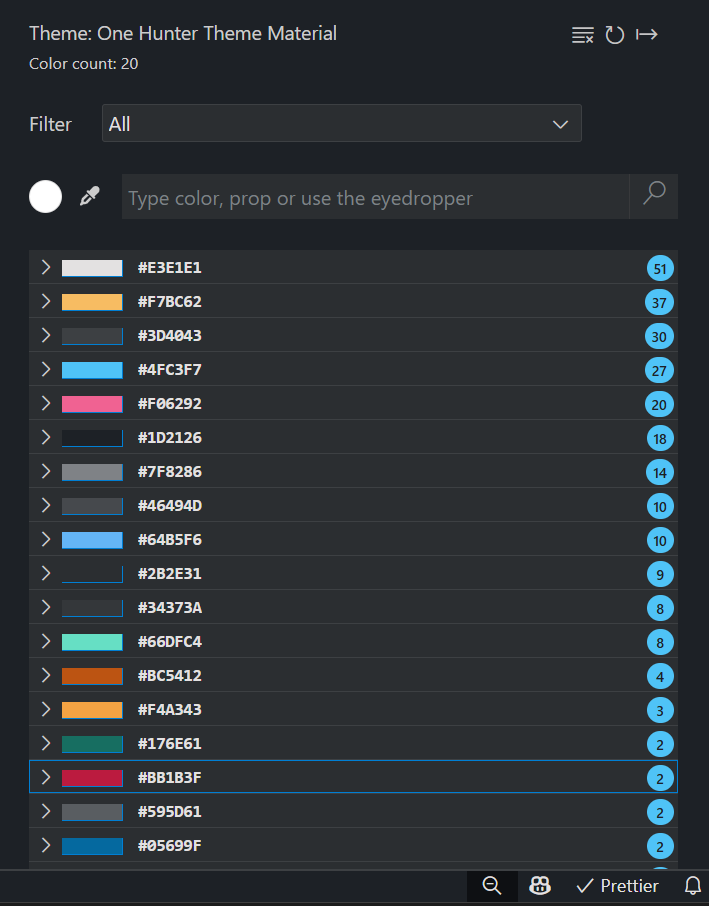 Theme: One Hunter Theme Material
Color count: 20
Filter All
Type color, prop or use the eyedropper
#E3E1E1 51
#F7BC62 37
#3D4043 30
#4FC3F7 27
#F06292 20
#1D2126 18
#7F8286 14
#46494D 10
#64B5F6 10
#2B2E31 9
#34373A 8
#66DFC4 8
#BC5412 4
#F4A343 3
#176E61 2
#BB1B3F 2
#595D61 2
#05699F 2
Prettier